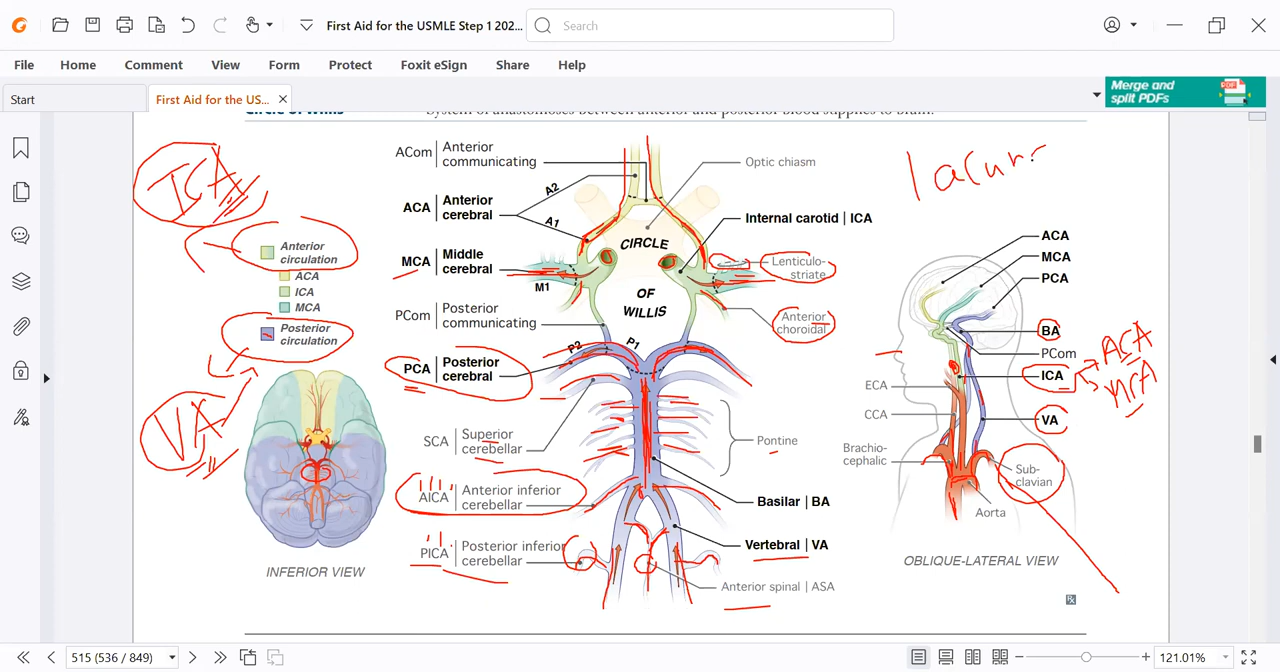 First Aid for the USMLE Step 1 202...
Search
File
Home
Comment
View
Form
Protect
Foxit eSign
Share
Help
Start
First Aid for the US...
Merge and
split PDFs
Circle of Willis
System of anastomoses between anterior and posterior blood supplies to brain.
ICA
Anterior
circulation
ACA
ICA
MCA
Posterior
circulation
VA
INFERIOR VIEW
ACom
Anterior
communicating
ACA
Anterior
cerebral
MCA
Middle
cerebral
PCom
Posterior
communicating
PCA
Posterior
cerebral
SCA
Superior
cerebellar
AICA
Anterior inferior
cerebellar
PICA
Posterior inferior
cerebellar
A2
A1
M1
P2
P1
CIRCLE
OF
WILLIS
Optic chiasm
Internal carotid | ICA
Lenticulo-
striate
Anterior
choroidal
Pontine
Basilar | BA
Vertebral | VA
Anterior spinal | ASA
lacun
ACA
MCA
PCA
BA
PCom
ICA
VA
ECA
CCA
Brachio-
cephalic
Sub-
clavian
Aorta
ACA
MCA
OBLIQUE-LATERAL VIEW
515 (536 / 849)
121.01%